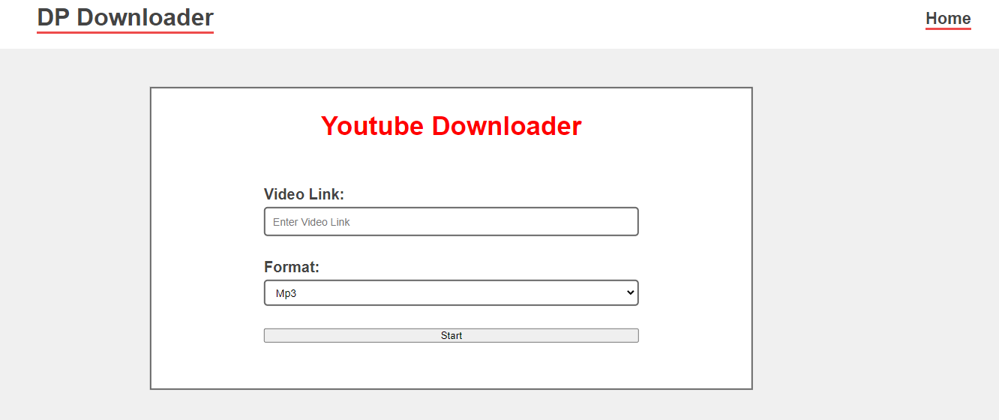 DP Downloader
Home
Youtube Downloader
Video Link:
Enter Video Link
Format:
Mp3
Start